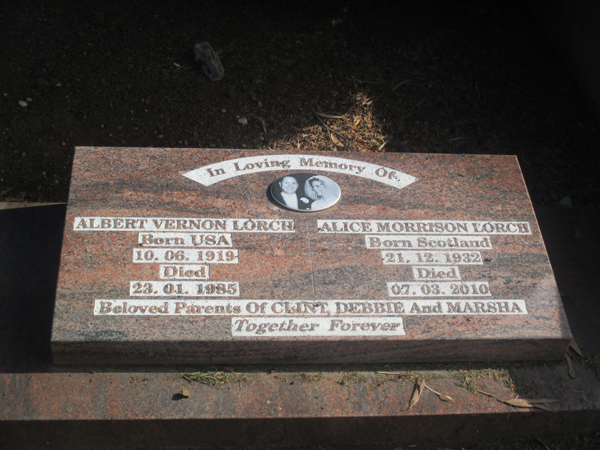 In Loving Memory Of.
ALBERT VERNON LORCH
Born USA
10. 06. 1919
Died
23. 01. 1985
ALICE MORRISON LORCH
Born Scotland
21. 12. 1932
Died
07. 03. 2010
Beloved Parents Of CLINT, DEBBIE And MARSHA
Together Forever